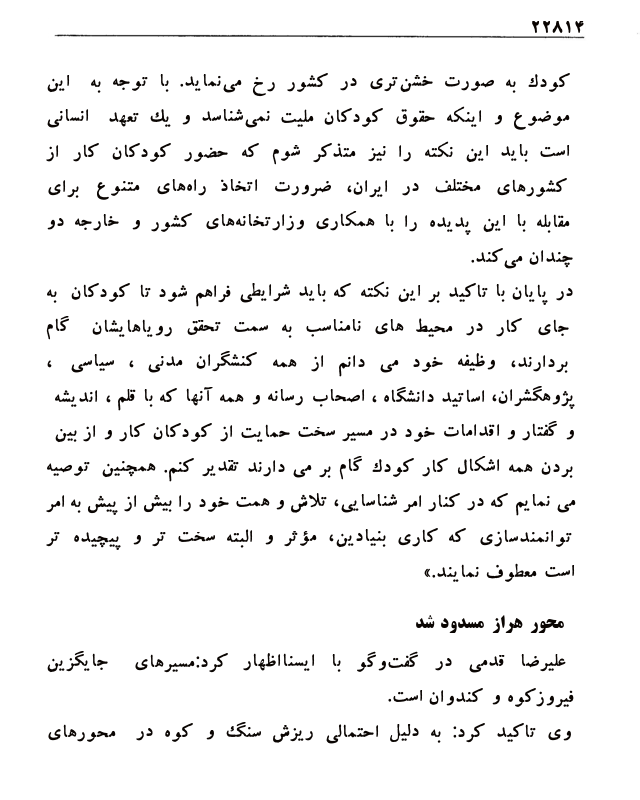 ۲۲۸۱۴
کودك به صورت خشن‌تری در کشور رخ می‌نماید. با توجه به این
موضوع و اینکه حقوق کودکان ملیت نمی‌شناسد و یك تعهد انسانی
است باید این نکته را نیز متذکر شوم که حضور کودکان کار از
کشورهای مختلف در ایران، ضرورت اتخاذ راه‌های متنوع برای
مقابله با این پدیده را با همکاری وزارتخانه‌های کشور و خارجه دو
چندان می‌کند.
در پایان با تاکید بر این نکته که باید شرایطی فراهم شود تا کودکان به
جای کار در محیط های نامناسب به سمت تحقق رویاهایشان گام
بردارند، وظیفه خود می دانم از همه کنشگران مدنی ، سیاسی ،
پژوهگشران، اساتید دانشگاه ، اصحاب رسانه و همه آنها که با قلم ، اندیشه
و گفتار و اقدامات خود در مسیر سخت حمایت از کودکان کار و از بین
بردن همه اشکال کار کودك گام بر می دارند تقدیر کنم. همچنین توصیه
می نمایم که در کنار امر شناسایی، تلاش و همت خود را بیش از پیش به امر
توانمندسازی که کاری بنیادین، مؤثر و البته سخت تر و پیچیده تر
است معطوف نمایند.»
محور هراز مسدود شد
علیرضا قدمی در گفت‌وگو با ایسنااظهار کرد:مسیرهای جایگزین
فیروزکوه و کندوان است.
وی تاکید کرد: به دلیل احتمالی ریزش سنگ و کوه در محورهای